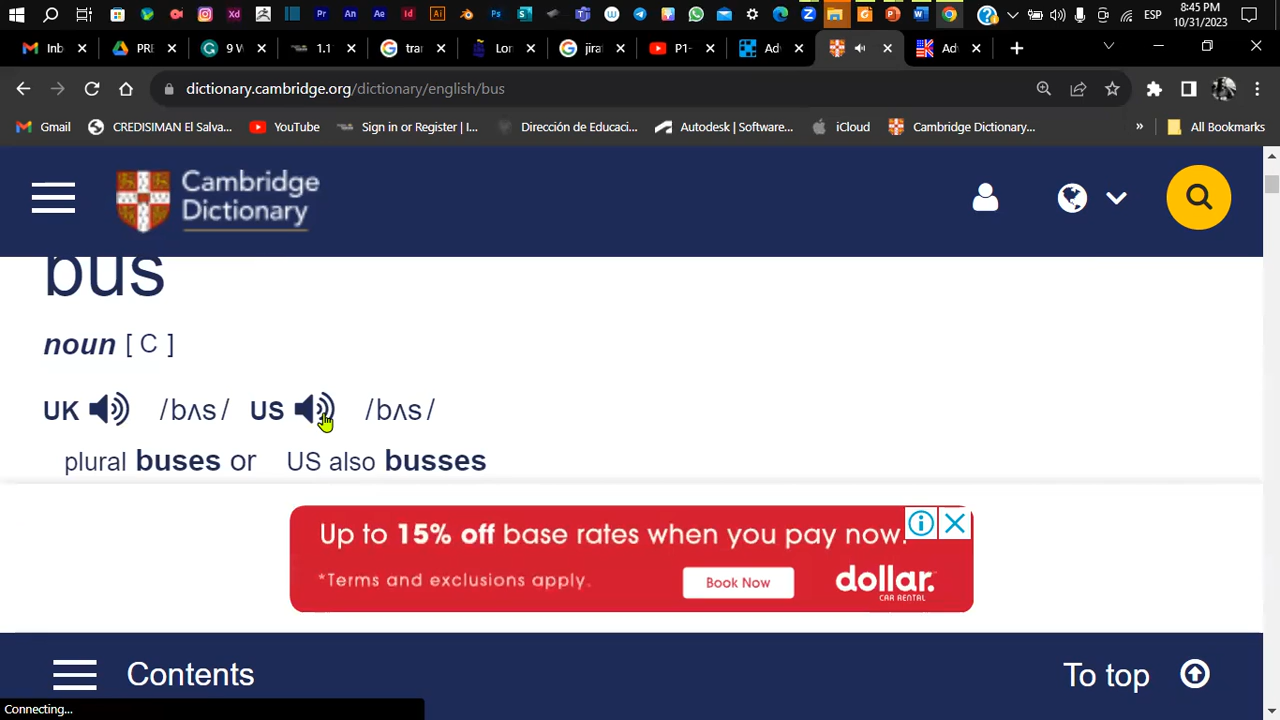 8:45 PM
ESP
10/31/2023
Inb
PRE
9 W
1.1
trar
Lor
jiral
P1-
Ad
Ad
dictionary.cambridge.org/dictionary/english/bus
Gmail
CREDISIMAN El Salva...
YouTube
Sign in or Register | I...
Dirección de Educaci...
Autodesk | Software...
iCloud
Cambridge Dictionary...
»
All Bookmarks
Cambridge
Dictionary
bus
noun [ C ]
UK /bʌs/ US /bʌs/
plural buses or US also busses
Up to 15% off base rates when you pay now.
*Terms and exclusions apply.
Book Now
dollar.
CAR RENTAL
Contents
To top
Connecting...